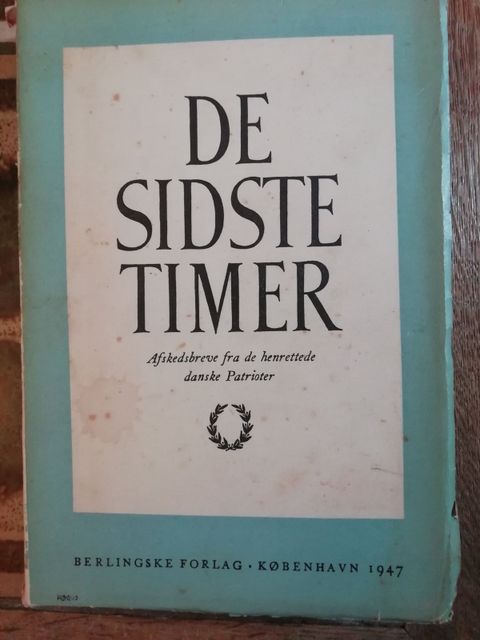 DE
SIDSTE
TIMER
Afskedsbreve fra de henrettede
danske Patrioter
BERLINGSKE FORLAG • KØBENHAVN 1947